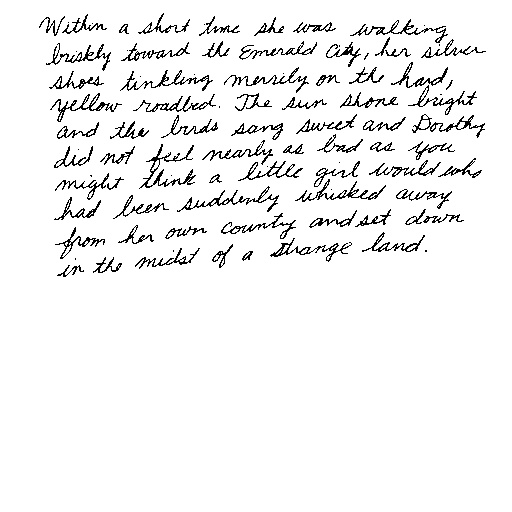 Within a short time she was walking
briskly toward the Emerald City, her silver
shoes tinkling merrily on the hard,
yellow roadbed. The sun shone bright
and the birds sang sweet and Dorothy
did not feel nearly as bad as you
might think a little girl would who
had been suddenly whisked away
from her own country and set down
in the midst of a strange land.